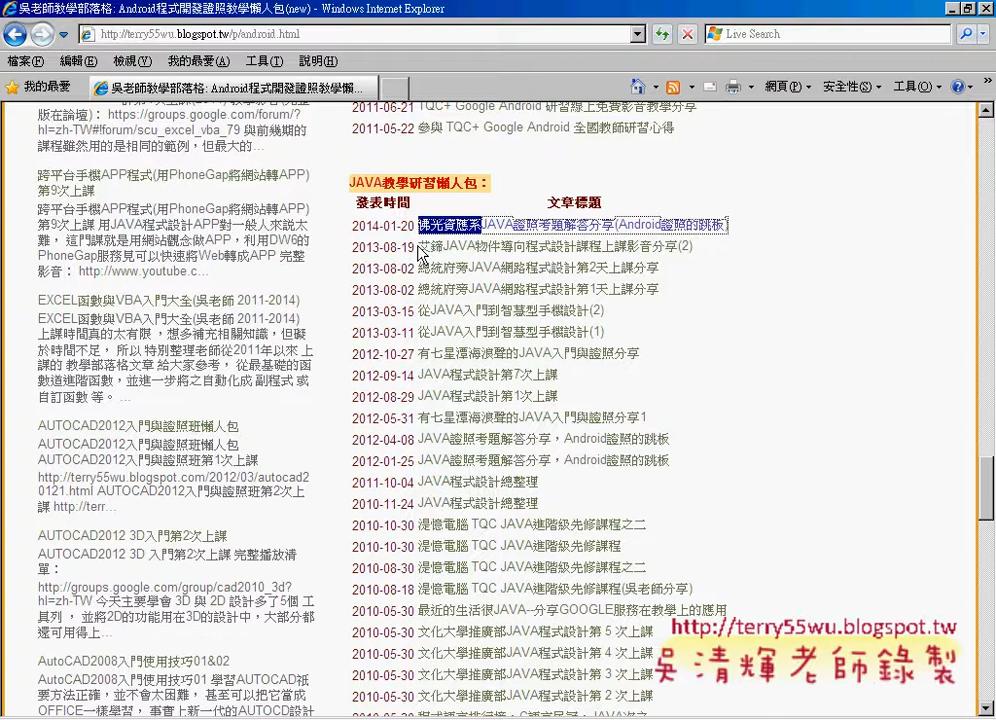 吳老師教學部落格: Android程式開發證照教學懶人包(new) - Windows Internet Explorer
http://terry55wu.blogspot.tw/p/android.html
Live Search
檔案(F) 編輯(E) 檢視(V) 我的最愛(A) 工具(T) 說明(H)
我的最愛
吳老師教學部落格: Android程式開發證照教學懶...
網頁(P) 安全性(S) 工具(O)
版在論壇): https://groups.google.com/forum/?
hl=zh-TW#!forum/scu_excel_vba_79 與前幾期的
課程雖然用的是相同的範例，但最大的...
跨平台手機APP程式(用PhoneGap將網站轉APP)
第9次上課
跨平台手機APP程式(用PhoneGap將網站轉APP)
第9次上課 用JAVA程式設計APP對一般人來說太
難， 這門課就是用網站觀念做APP，利用DW6的
PhoneGap服務見可以快速將Web轉成APP 完整
影音： http://www.youtube.c...
EXCEL函數與VBA入門大全(吳老師 2011-2014)
EXCEL函數與VBA入門大全(吳老師 2011-2014)
上課時間真的太有限 ，想多補充相關知識，但礙
於時間不足， 所以 特別整理老師從2011年以來 上
課的 教學部落格文章 給大家參考， 從最基礎的函
數道進階函數，並進一步將之自動化成 副程式 或
自訂函數 等。 ...
AUTOCAD2012入門與證照班懶人包
AUTOCAD2012入門與證照班懶人包
AUTOCAD2012入門與證照班第1次上課
http://terry55wu.blogspot.com/2012/03/autocad2
0121.html AUTOCAD2012入門與證照班第2次上
課 http://terr...
AUTOCAD2012 3D入門第2次上課
AUTOCAD2012 3D 入門第2次上課 完整播放清
單：
http://groups.google.com/group/cad2010_3d?
hl=zh-TW 今天主要學會 3D 與 2D 設計多了5個 工
具列， 並將2D的功能用在3D的設計中，大部分都
還可用得上...
AutoCAD2008入門使用技巧01&02
AutoCAD2008入門使用技巧01 學習AUTOCAD祇
要方法正確，並不會太困難， 甚至可以把它當成
OFFICE一樣學習， 事實上新一代的AUTOCD設計
2011-06-21 TQC+ Google Android 研習線上免費影音教學分享
2011-05-22 參與 TQC+ Google Android 全國教師研習心得
JAVA教學研習懶人包：
發表時間 文章標題
2014-01-20 佛光資應系JAVA證照考題解答分享(Android證照的跳板)
2013-08-19 艾鍗JAVA物件導向程式設計課程上課影音分享(2)
2013-08-02 總統府旁JAVA網路程式設計第2天上課分享
2013-08-02 總統府旁JAVA網路程式設計第1天上課分享
2013-03-15 從JAVA入門到智慧型手機設計(2)
2013-03-11 從JAVA入門到智慧型手機設計(1)
2012-10-27 有七星潭海浪聲的JAVA入門與證照分享
2012-09-14 JAVA程式設計第7次上課
2012-08-29 JAVA程式設計第1次上課
2012-05-31 有七星潭海浪聲的JAVA入門與證照分享1
2012-04-08 JAVA證照考題解答分享，Android證照的跳板
2012-01-25 JAVA證照考題解答分享，Android證照的跳板
2011-10-04 JAVA程式設計總整理
2010-11-24 JAVA程式設計總整理
2010-10-30 湜憶電腦 TQC JAVA進階級先修課程之二
2010-10-30 湜憶電腦 TQC JAVA進階級先修課程
2010-08-30 湜憶電腦 TQC JAVA進階級先修課程之二
2010-08-18 湜憶電腦 TQC JAVA進階級先修課程(吳老師分享)
2010-05-30 最近的生活很JAVA--分享GOOGLE服務在教學上的應用
2010-05-30 文化大學推廣部JAVA程式設計第 5 次上課
2010-05-30 文化大學推廣部JAVA程式設計第 4 次上課
2010-05-30 文化大學推廣部JAVA程式設計第 3 次上課
2010-05-30 文化大學推廣部JAVA程式設計第 2 次上課
http://terry55wu.blogspot.tw
吳清輝老師錄製